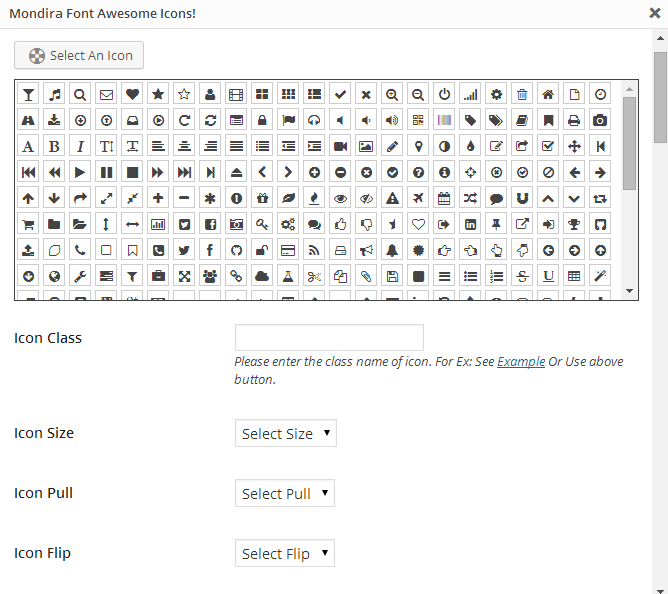 Mondira Font Awesome Icons!
Select An Icon
Icon Class
Please enter the class name of icon. For Ex: See Example Or Use above
button.
Icon Size
Select Size
Icon Pull
Select Pull
Icon Flip
Select Flip